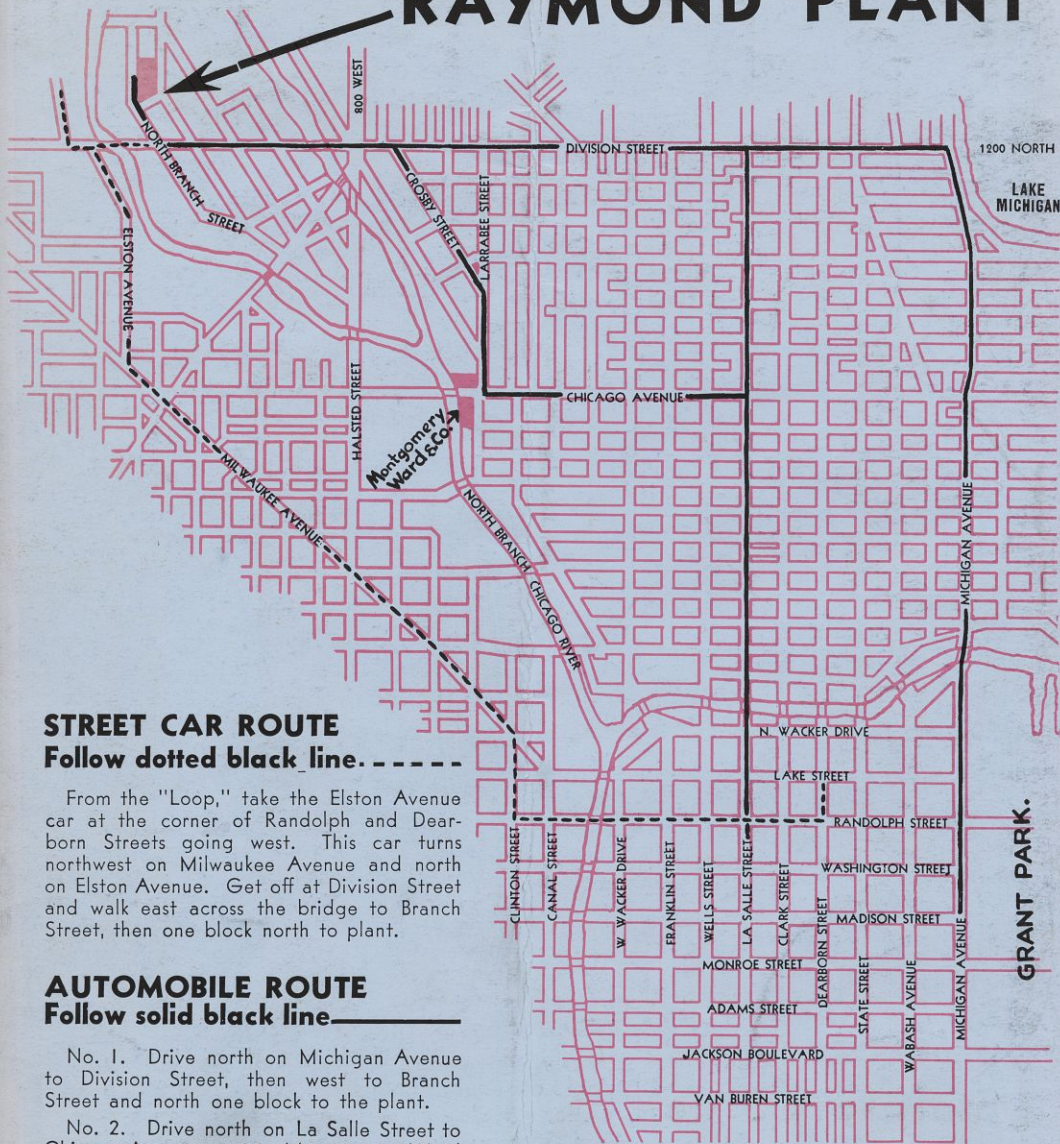 RAYMOND PLANT
800 WEST
DIVISION STREET
1200 NORTH
LAKE
MICHIGAN
NORTH BRANCH STREET
CROSBY STREET
LARRABEE STREET
ELSTON AVENUE
HALSTED STREET
CHICAGO AVENUE
Montgomery
Ward & Co.
MILWAUKEE AVENUE
NORTH BRANCH CHICAGO RIVER
MICHIGAN AVENUE
N. WACKER DRIVE
LAKE STREET
RANDOLPH STREET
WASHINGTON STREET
MADISON STREET
MONROE STREET
ADAMS STREET
JACKSON BOULEVARD
VAN BUREN STREET
CLINTON STREET
CANAL STREET
W. WACKER DRIVE
FRANKLIN STREET
WELLS STREET
LA SALLE STREET
CLARK STREET
DEARBORN STREET
STATE STREET
WABASH AVENUE
MICHIGAN AVENUE
GRANT PARK.
STREET CAR ROUTE
Follow dotted black line
From the "Loop," take the Elston Avenue
car at the corner of Randolph and Dear-
born Streets going west. This car turns
northwest on Milwaukee Avenue and north
on Elston Avenue. Get off at Division Street
and walk east across the bridge to Branch
Street, then one block north to plant.
AUTOMOBILE ROUTE
Follow solid black line
No. 1. Drive north on Michigan Avenue
to Division Street, then west to Branch
Street and north one block to the plant.
No. 2. Drive north on La Salle Street to